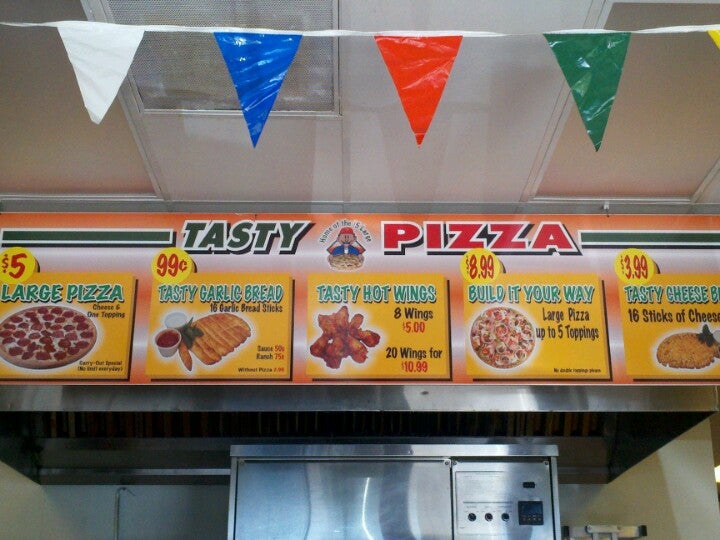 TASTY PIZZA
Home of the $5 Large
$5
LARGE PIZZA
Cheese &
One Topping
Carry-Out Special
(No limit everyday)
99¢
TASTY GARLIC BREAD
16 Garlic Bread Sticks
Sauce 50¢
Ranch 75¢
Without Pizza 2.99
TASTY HOT WINGS
8 Wings
$5.00
20 Wings for
$10.99
$8.99
BUILD IT YOUR WAY
Large Pizza
up to 5 Toppings
No double toppings please
$3.99
TASTY CHEESE B
16 Sticks of Cheese